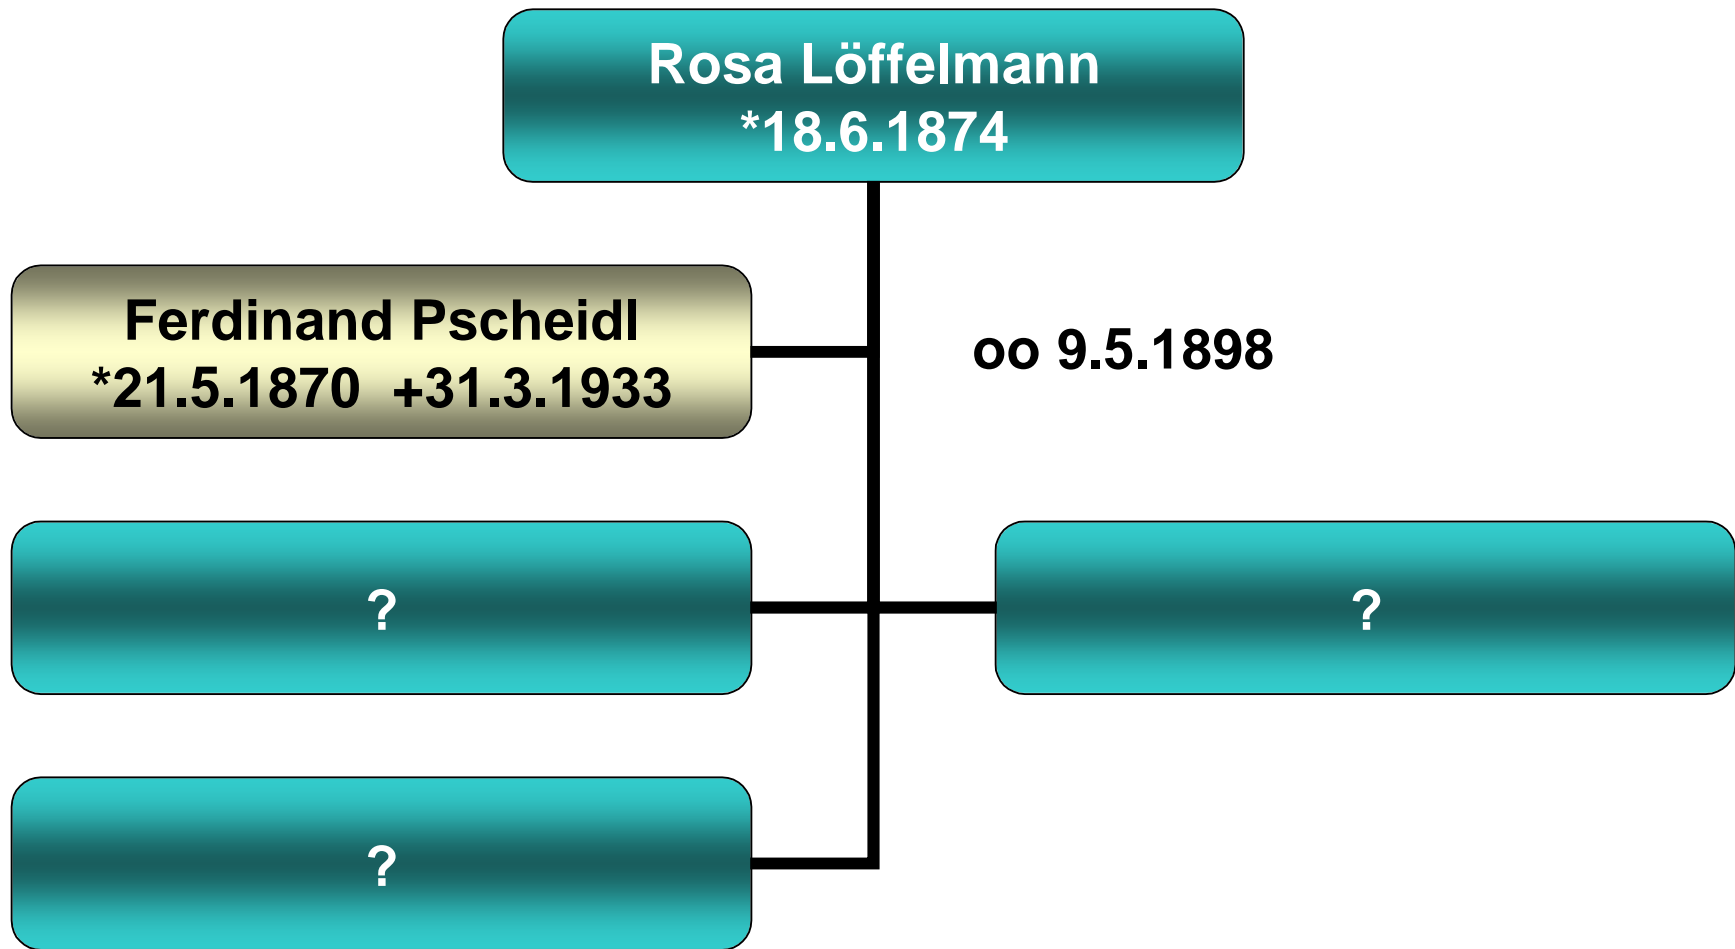 Rosa Löffelmann
*18.6.1874
Ferdinand Pscheidl
*21.5.1870  +31.3.1933
oo 9.5.1898
?
?
?